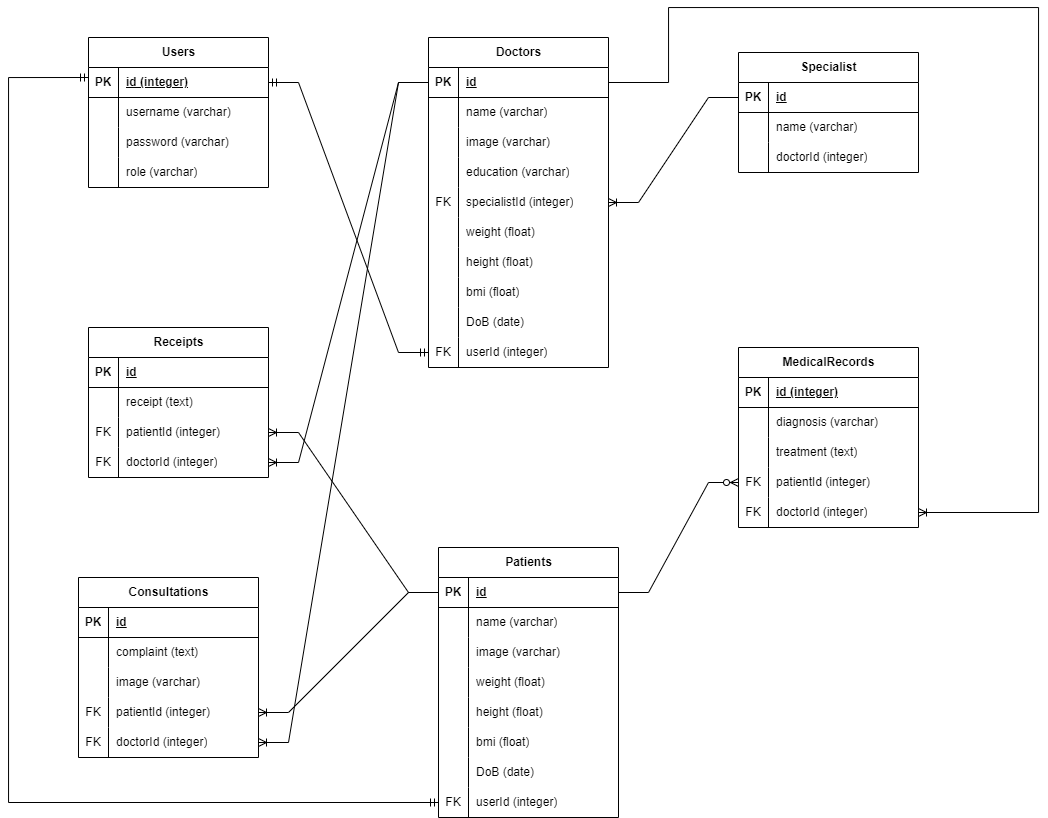 Users
PK id (integer)
username (varchar)
password (varchar)
role (varchar)
Doctors
PK id
name (varchar)
image (varchar)
education (varchar)
FK specialistId (integer)
weight (float)
height (float)
bmi (float)
DoB (date)
FK userId (integer)
Specialist
PK id
name (varchar)
doctorId (integer)
Receipts
PK id
receipt (text)
FK patientId (integer)
FK doctorId (integer)
MedicalRecords
PK id (integer)
diagnosis (varchar)
treatment (text)
FK patientId (integer)
FK doctorId (integer)
Consultations
PK id
complaint (text)
image (varchar)
FK patientId (integer)
FK doctorId (integer)
Patients
PK id
name (varchar)
image (varchar)
weight (float)
height (float)
bmi (float)
DoB (date)
FK userId (integer)